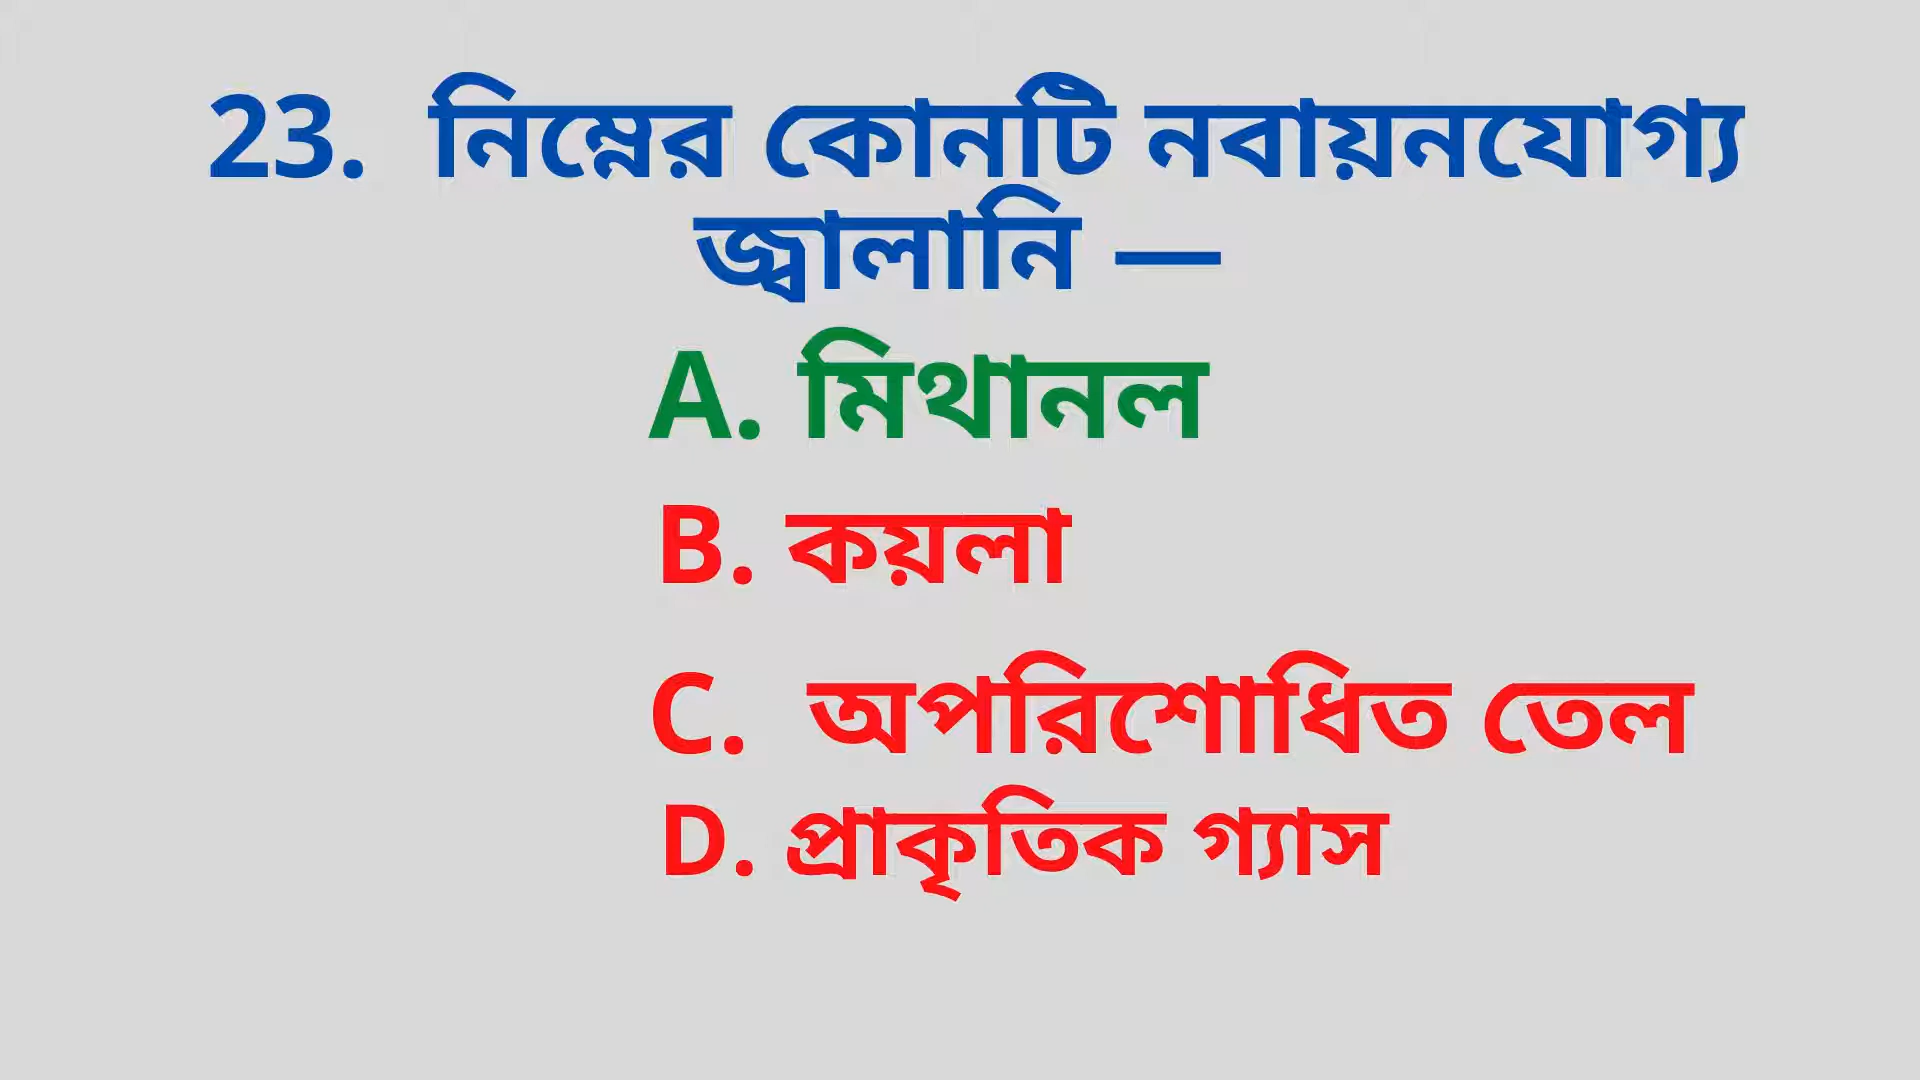 23. নিম্নের কোনটি নবায়নযোগ্য
জ্বালানি —
A. মিথানল
B. কয়লা
C. অপরিশোধিত তেল
D. প্রাকৃতিক গ্যাস